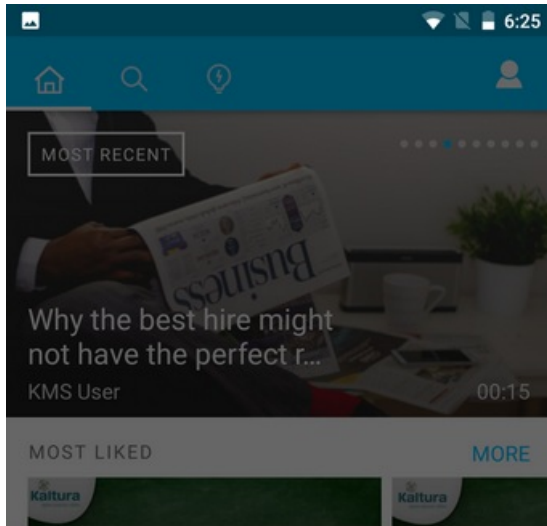 6:25
MOST RECENT
Business
Why the best hire might
not have the perfect r...
KMS User
00:15
MOST LIKED
MORE
Kaltura
Kaltura